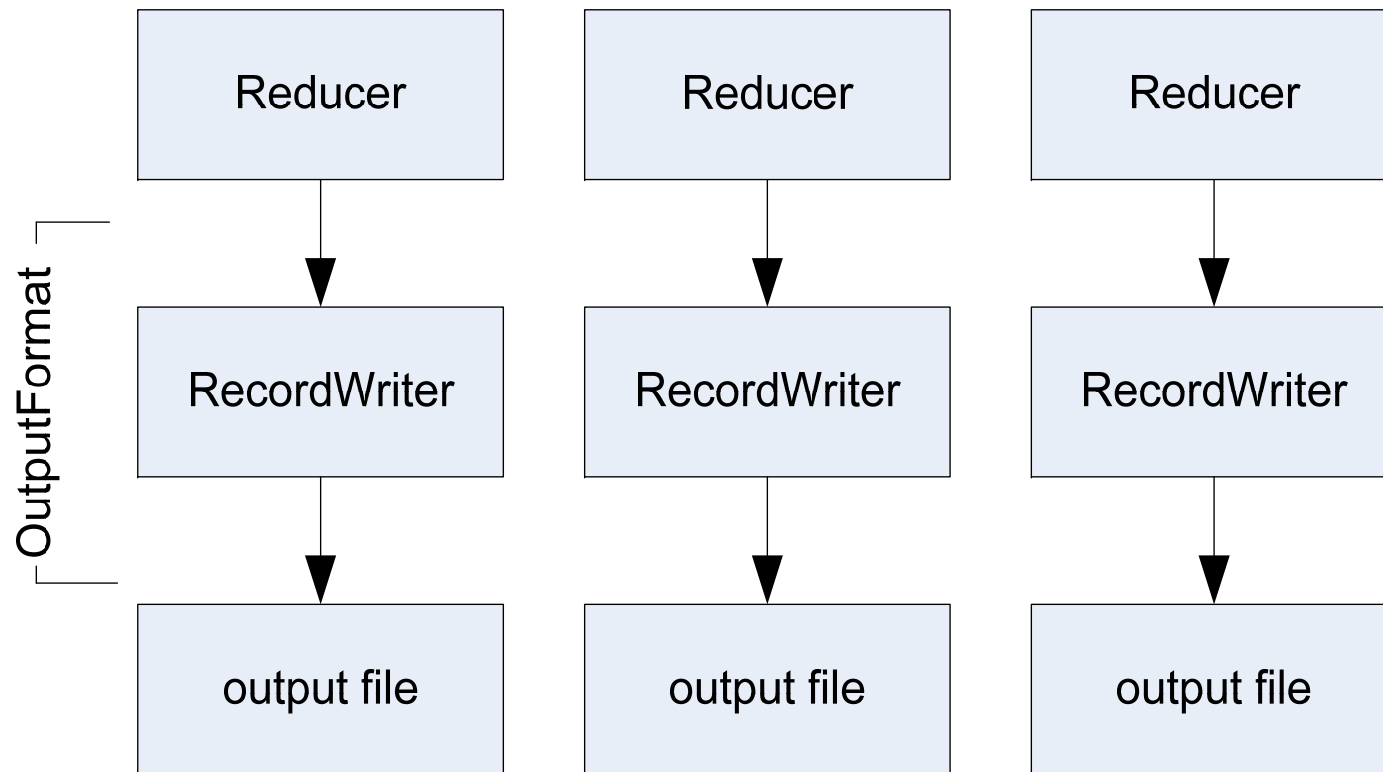 Reducer
Reducer
Reducer
OutputFormat
RecordWriter
RecordWriter
RecordWriter
output file
output file
output file